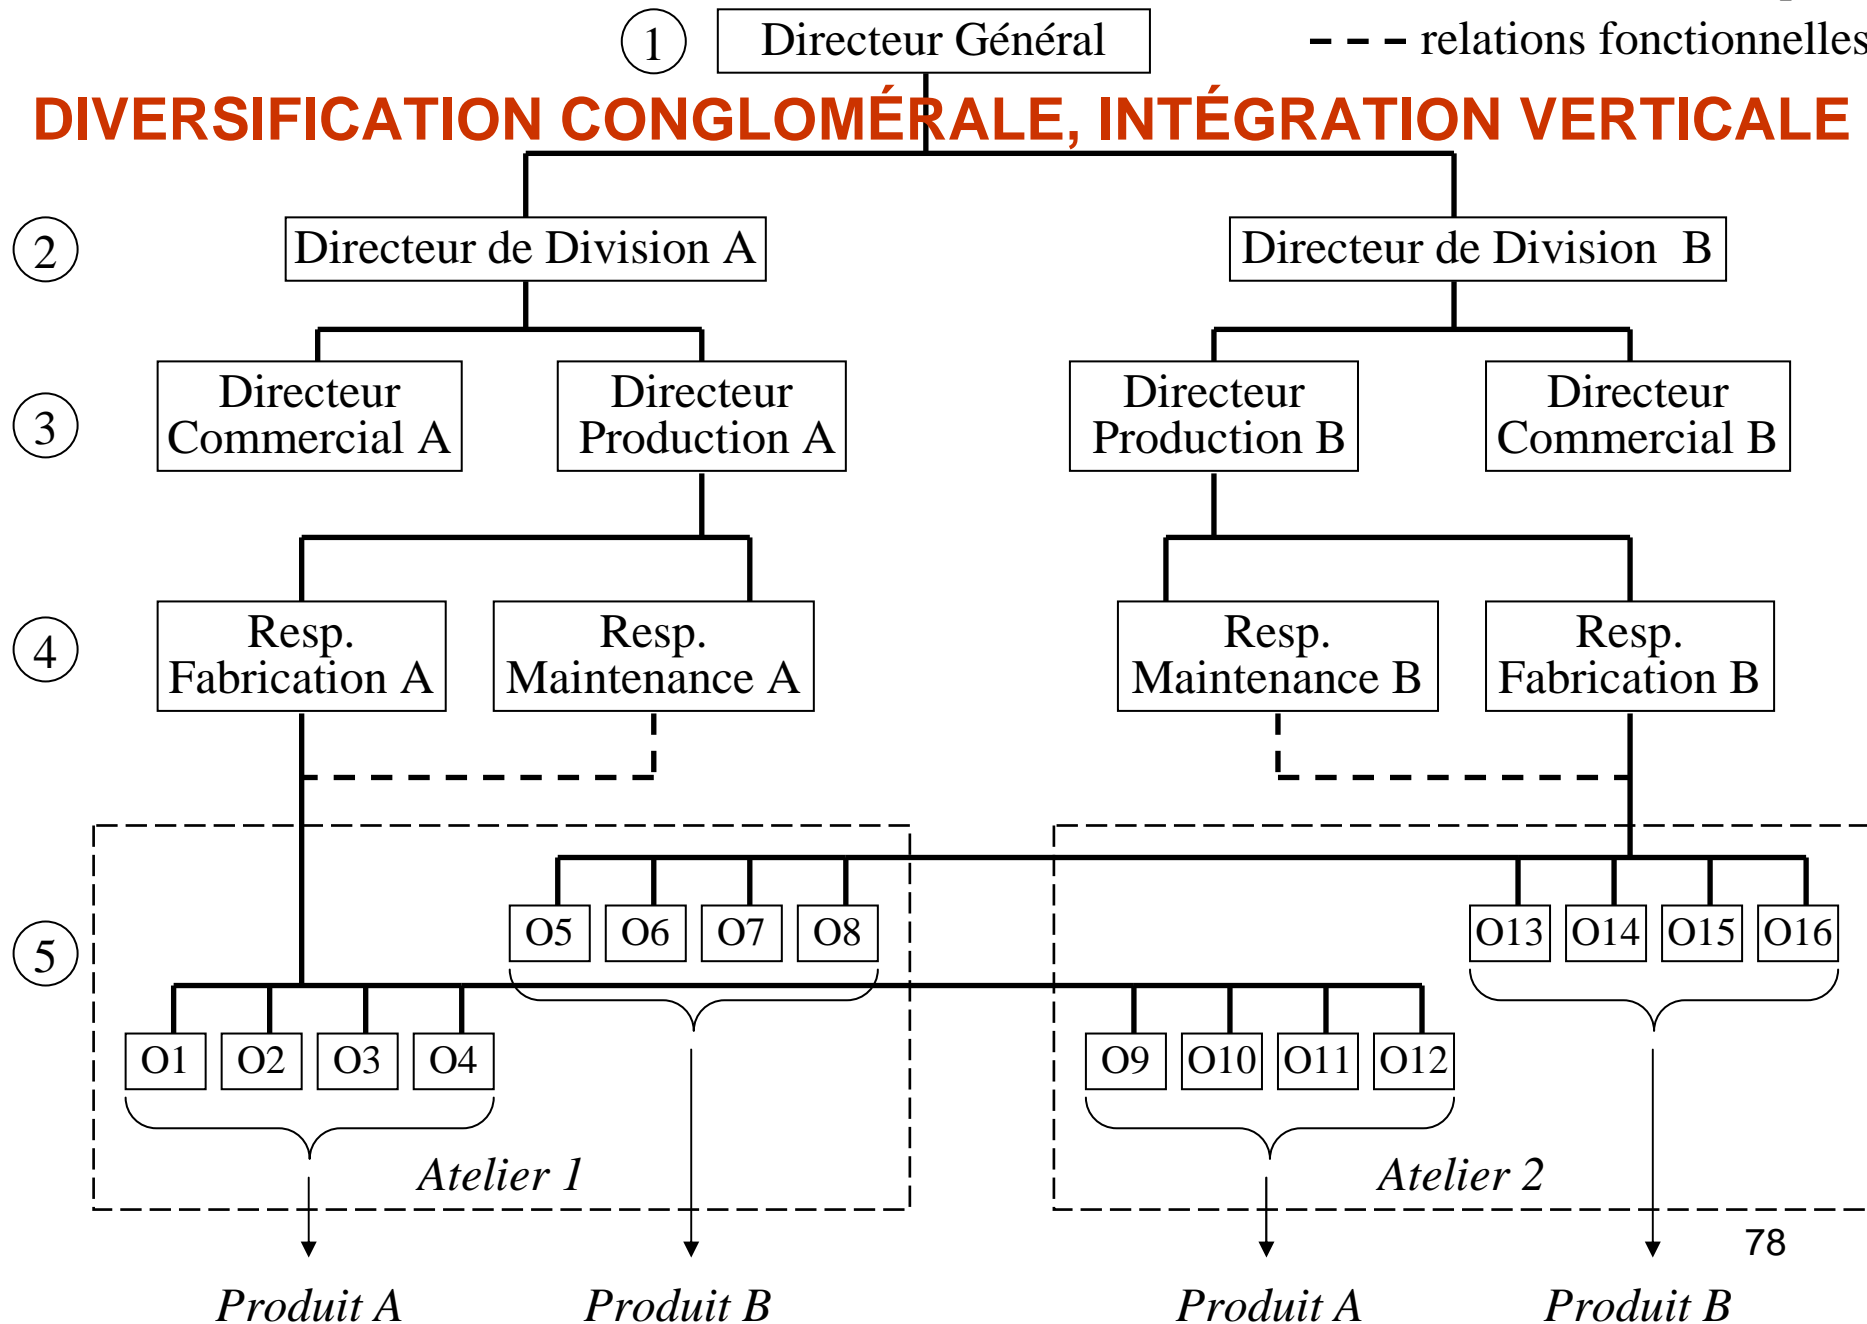 1 Directeur Général
--- relations fonctionnelles
DIVERSIFICATION CONGLOMÉRALE, INTÉGRATION VERTICALE
2 Directeur de Division A Directeur de Division B
3
Directeur
Commercial A
Directeur
Production A
Directeur
Production B
Directeur
Commercial B
4
Resp.
Fabrication A
Resp.
Maintenance A
Resp.
Maintenance B
Resp.
Fabrication B
5
O5 O6 O7 O8 O13 O14 O15 O16
O1 O2 O3 O4 O9 O10 O11 O12
Atelier 1 Atelier 2
78
Produit A Produit B Produit A Produit B